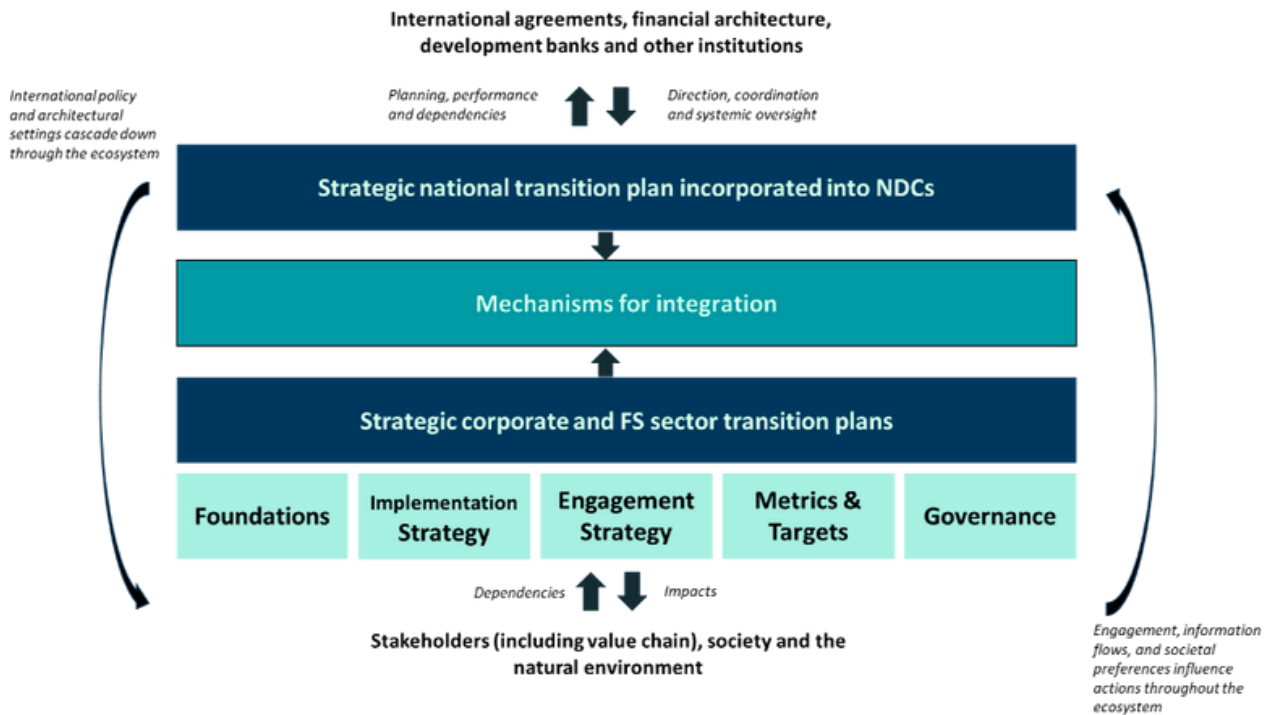 International agreements, financial architecture,
development banks and other institutions
International policy
and architectural
settings cascade down
through the ecosystem
Planning, performance
and dependencies
Direction, coordination
and systemic oversight
Strategic national transition plan incorporated into NDCs
Mechanisms for integration
Strategic corporate and FS sector transition plans
Foundations
Implementation
Strategy
Engagement
Strategy
Metrics &
Targets
Governance
Dependencies
Impacts
Stakeholders (including value chain), society and the
natural environment
Engagement, information
flows, and societal
preferences influence
actions throughout the
ecosystem